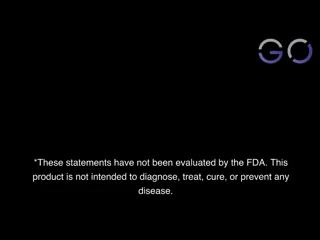 GO
*These statements have not been evaluated by the FDA. This
product is not intended to diagnose, treat, cure, or prevent any
disease.